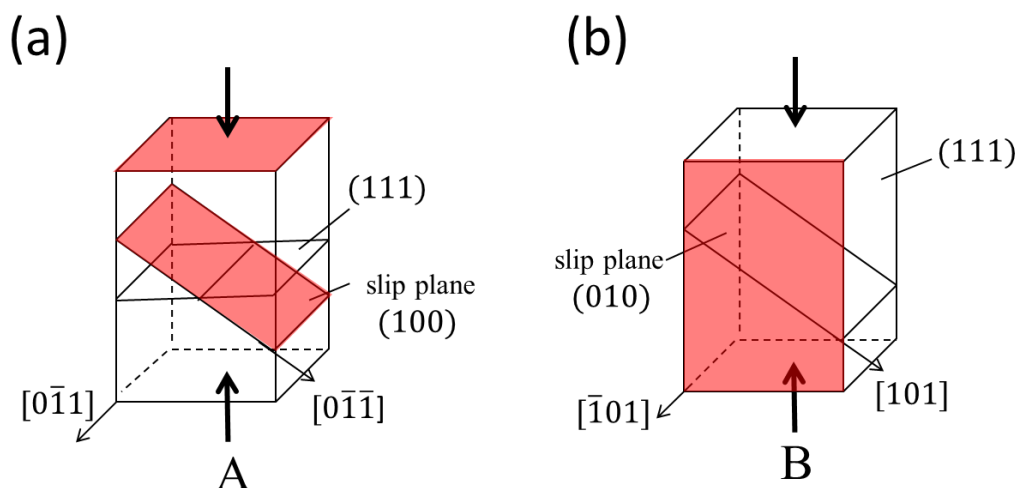 (a)
(111)
slip plane
(100)
[01̅1]
[01̅1̅]
A
(b)
(111)
slip plane
(010)
[1̅01]
[101]
B